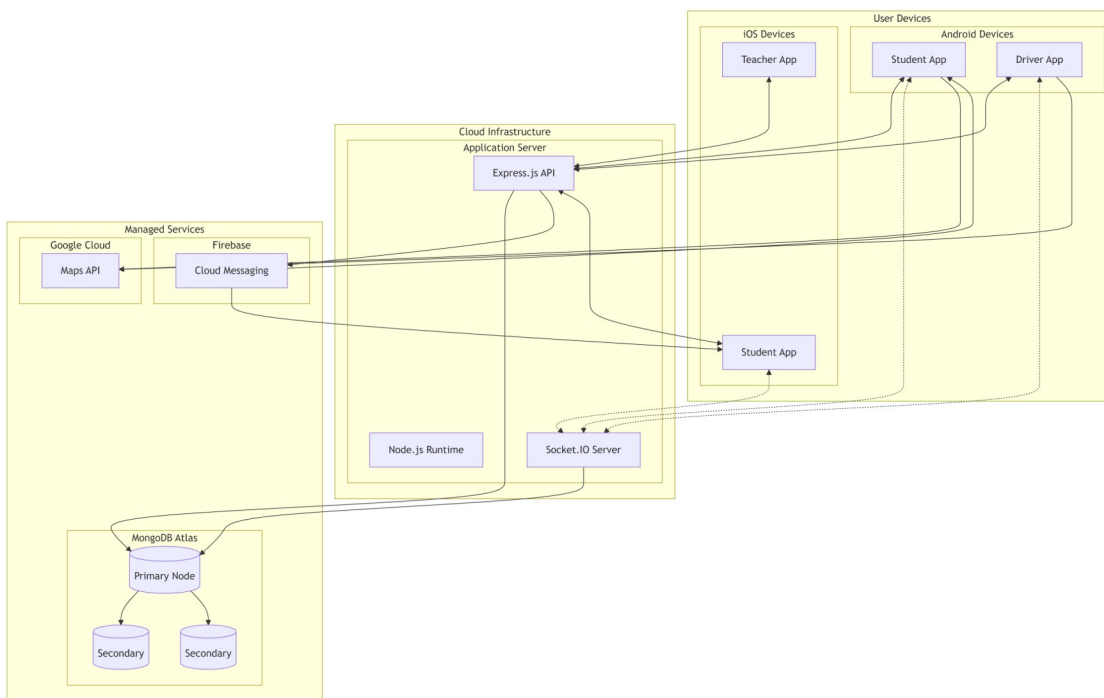 User Devices
iOS Devices
Android Devices
Teacher App
Student App
Driver App
Cloud Infrastructure
Application Server
Express.js API
Managed Services
Google Cloud
Firebase
Maps API
Cloud Messaging
Student App
Node.js Runtime
Socket.IO Server
MongoDB Atlas
Primary Node
Secondary
Secondary